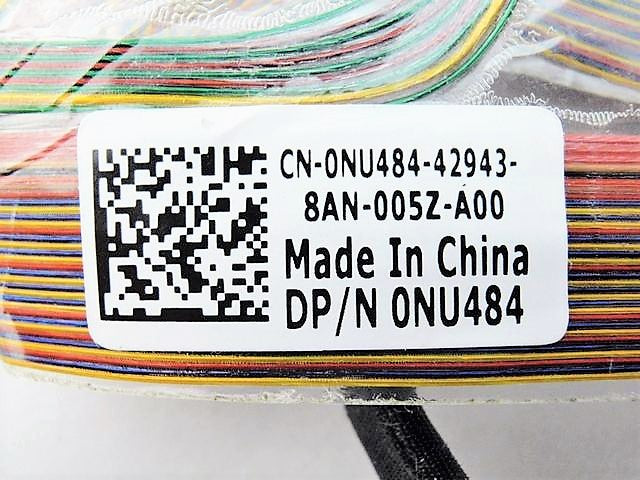 CN-0NU484-42943-
8AN-005Z-A00
Made In China
DP/N 0NU484